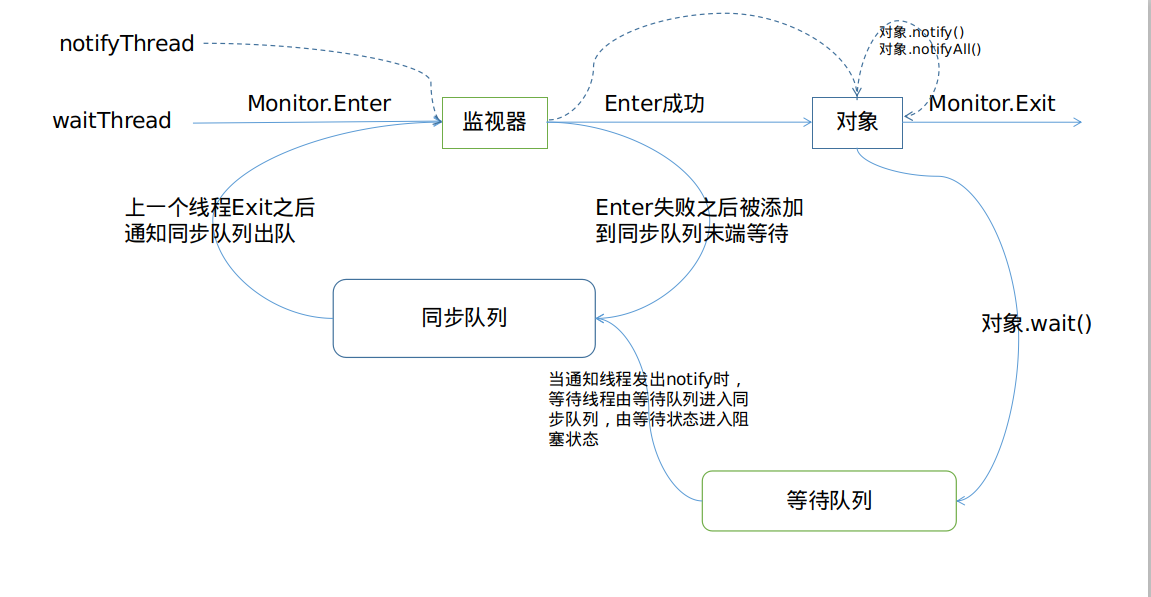 notifyThread
对象.notify()
对象.notifyAll()
Monitor.Enter
Enter成功
Monitor.Exit
waitThread
监视器
对象
上一个线程Exit之后
通知同步队列出队
Enter失败之后被添加
到同步队列末端等待
同步队列
对象.wait()
当通知线程发出notify时，
等待线程由等待队列进入同
步队列，由等待状态进入阻
塞状态
等待队列